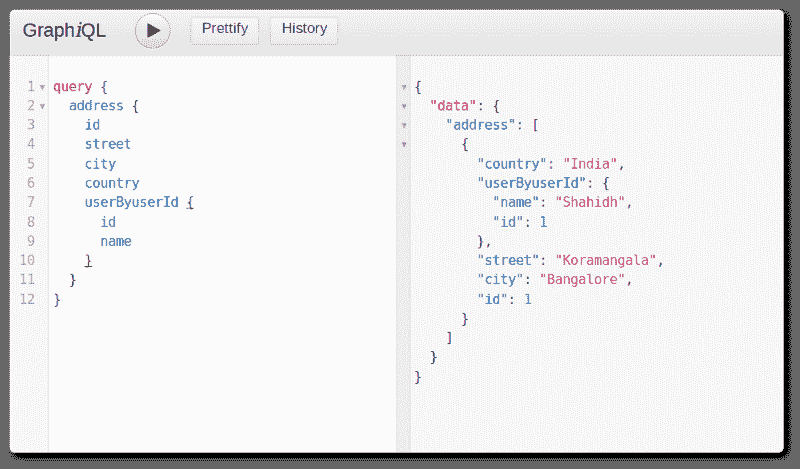 GraphiQL Prettify History
1 query {
2 address {
3 id
4 street
5 city
6 country
7 userByuserId {
8 id
9 name
10 }
11 }
12 }
{
"data": {
"address": [
{
"country": "India",
"userByuserId": {
"name": "Shahidh",
"id": 1
},
"street": "Koramangala",
"city": "Bangalore",
"id": 1
}
]
}
}